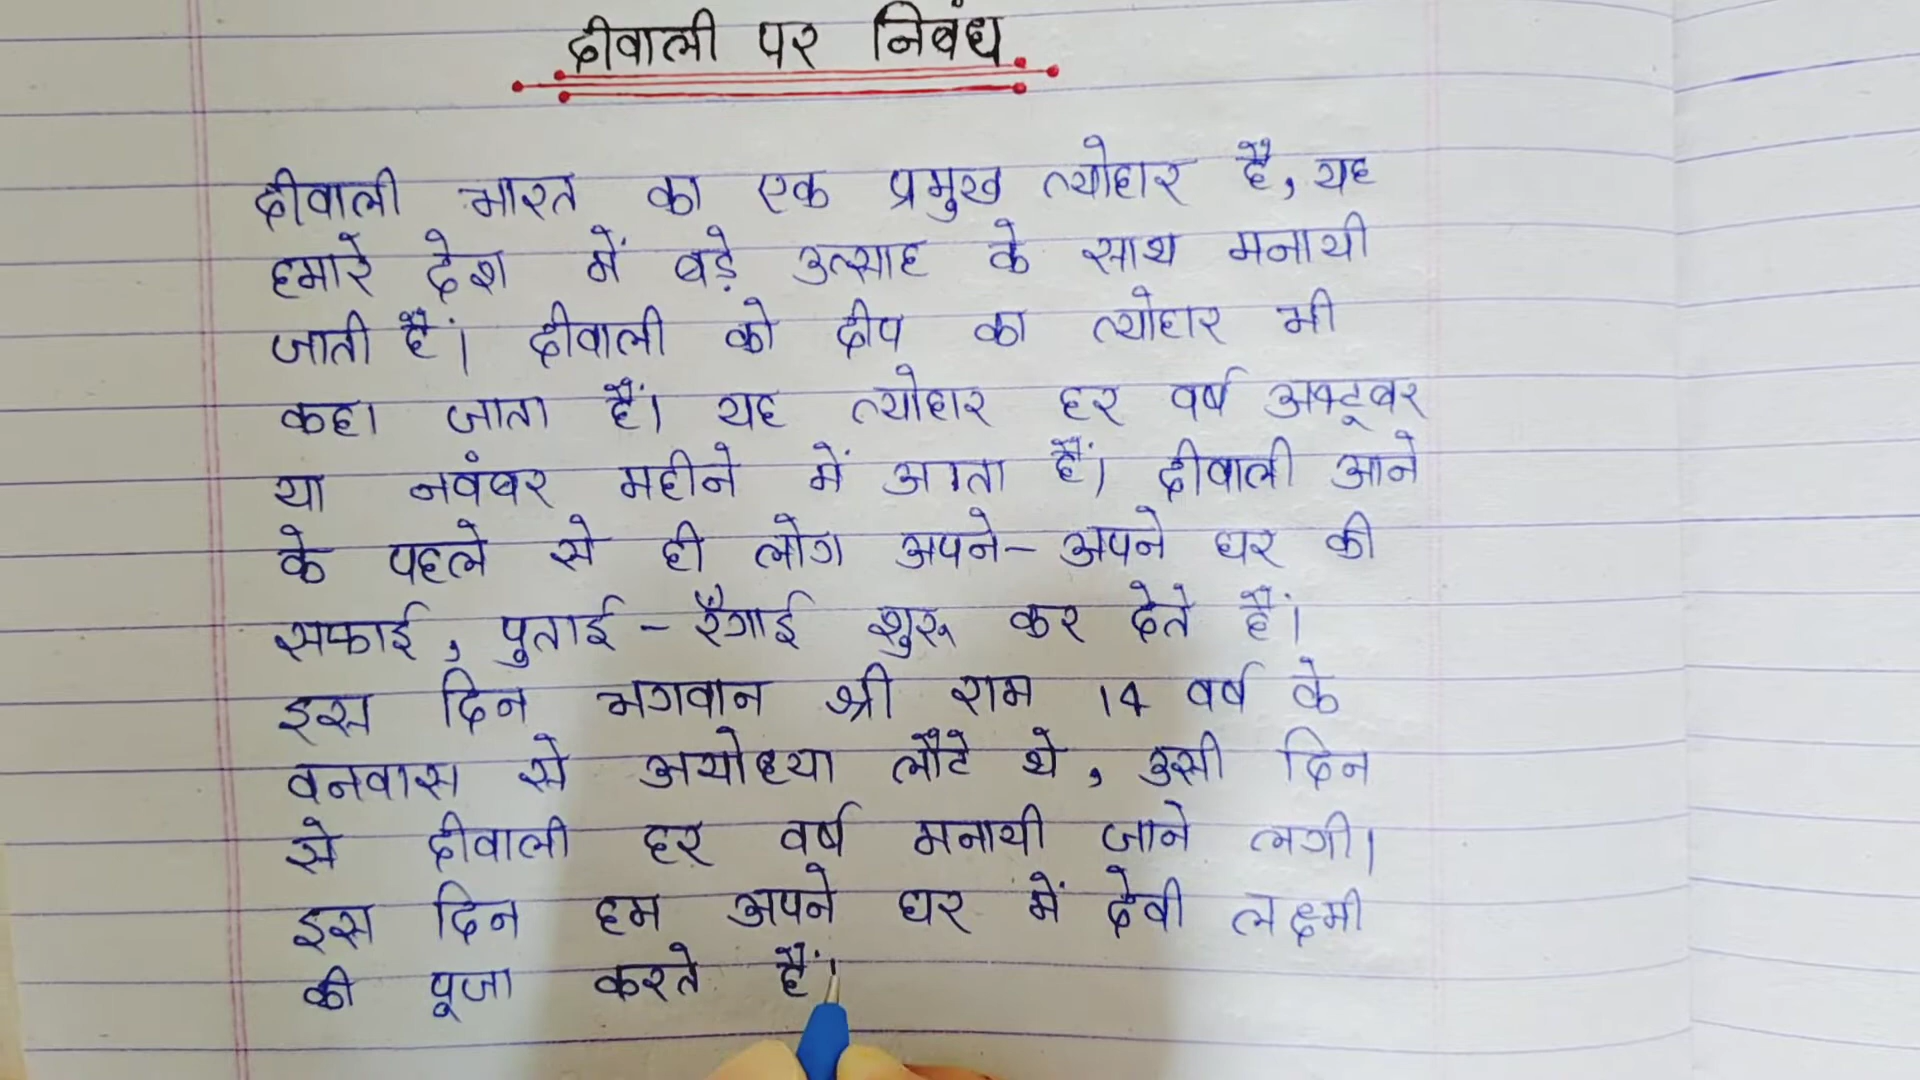 दीवाली पर निबंध
दीवाली भारत का एक प्रमुख त्योहार है, यह
हमारे देश में बड़े उत्साह के साथ मनायी
जाती हैं। दीवाली को दीप का त्योहार भी
कहा जाता हैं। यह त्योहार हर वर्ष अक्टूबर
या नवंबर महीने में आता हैं। दीवाली आने
के पहले से ही लोग अपने-अपने घर की
सफाई, पुताई-रँगाई शुरू कर देते हैं।
इस दिन भगवान श्री राम 14 वर्ष के
वनवास से अयोध्या लौटे थे, उसी दिन
से दीवाली हर वर्ष मनायी जाने लगी।
इस दिन हम अपने घर में देवी लक्ष्मी
की पूजा करते हैं।